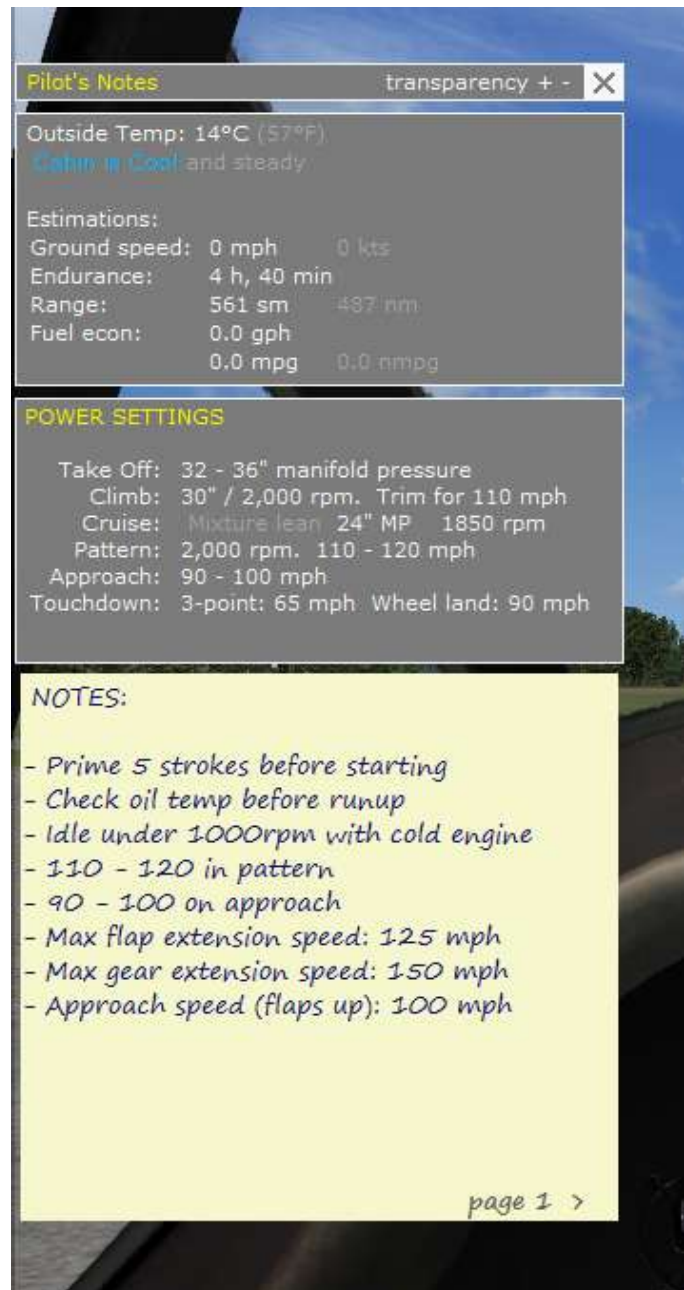 Pilot's Notes transparency + -
Outside Temp: 14°C (57°F)
Cabin is Cool and steady
Estimations:
Ground speed: 0 mph 0 kts
Endurance: 4 h, 40 min
Range: 561 sm 487 nm
Fuel econ: 0.0 gph
0.0 mpg 0.0 nmpg
POWER SETTINGS
Take Off: 32 - 36" manifold pressure
Climb: 30" / 2,000 rpm. Trim for 110 mph
Cruise: Mixture lean 24" MP 1850 rpm
Pattern: 2,000 rpm. 110 - 120 mph
Approach: 90 - 100 mph
Touchdown: 3-point: 65 mph Wheel land: 90 mph
NOTES:
- Prime 5 strokes before starting
- Check oil temp before runup
- Idle under 1000rpm with cold engine
- 110 - 120 in pattern
- 90 - 100 on approach
- Max flap extension speed: 125 mph
- Max gear extension speed: 150 mph
- Approach speed (flaps up): 100 mph
page 1 >